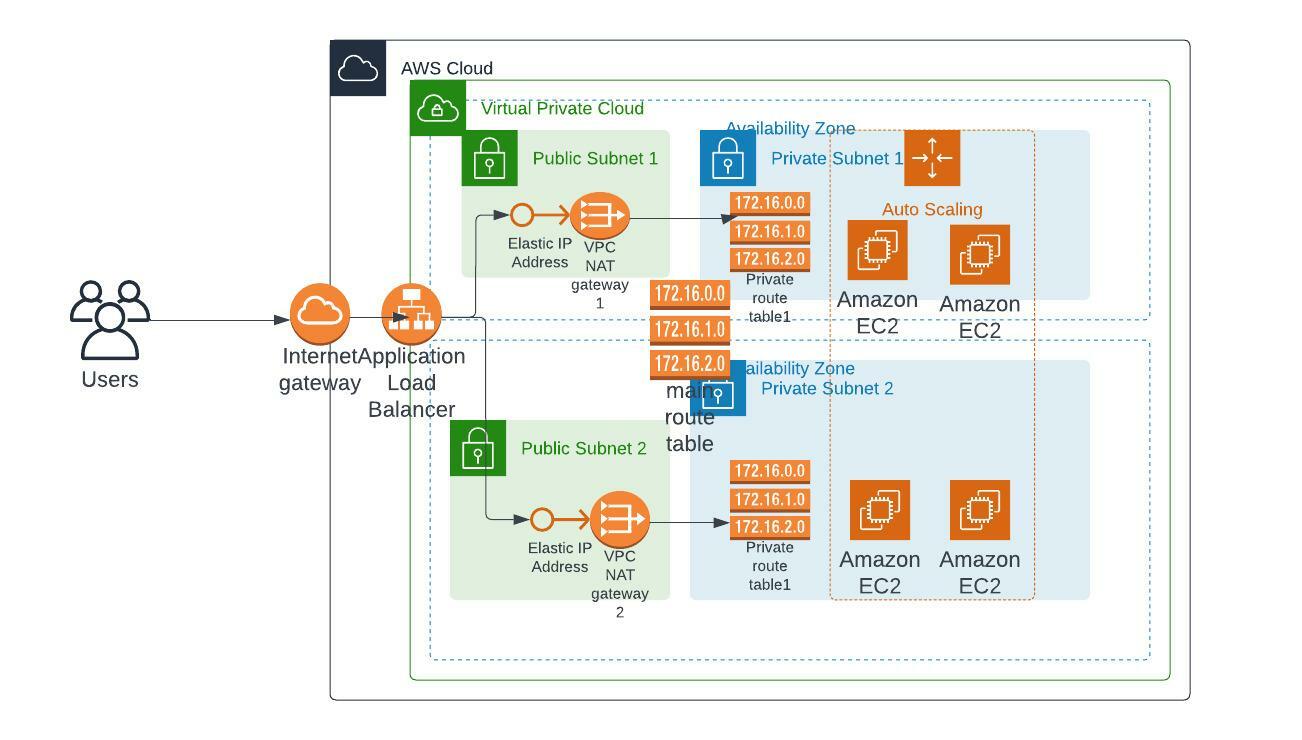 AWS Cloud
Virtual Private Cloud
Availability Zone
Public Subnet 1
Private Subnet 1
172.16.0.0
172.16.1.0
172.16.2.0
Auto Scaling
Elastic IP
Address
VPC
NAT
gateway
1
Private
route
table1
Amazon
EC2
Amazon
EC2
Users
Internet
gateway
Application
Load
Balancer
172.16.0.0
172.16.1.0
172.16.2.0
main
route
table
ailability Zone
Private Subnet 2
Public Subnet 2
172.16.0.0
172.16.1.0
172.16.2.0
Elastic IP
Address
VPC
NAT
gateway
2
Private
route
table1
Amazon
EC2
Amazon
EC2